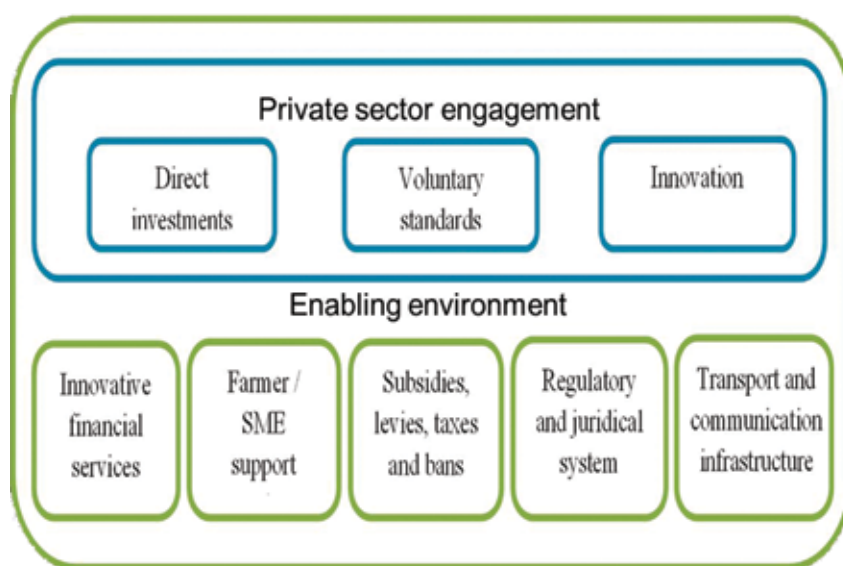 Private sector engagement
Direct
investments
Voluntary
standards
Innovation
Enabling environment
Innovative
financial
services
Farmer /
SME
support
Subsidies,
levies, taxes
and bans
Regulatory
and juridical
system
Transport and
communication
infrastructure